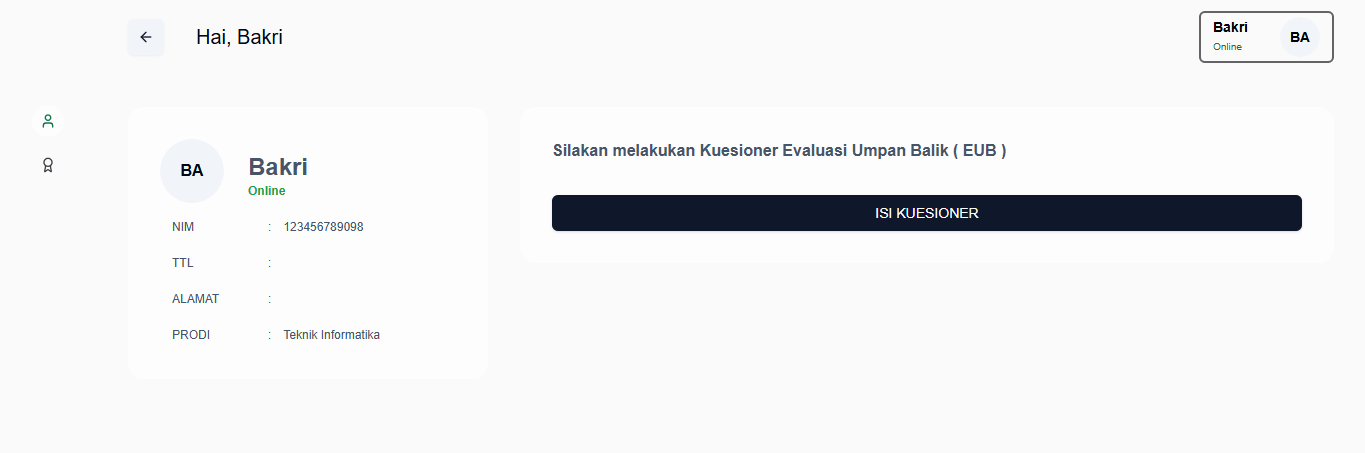 Hai, Bakri
Bakri
Online
BA
BA
Bakri
Online
NIM : 123456789098
TTL :
ALAMAT :
PRODI : Teknik Informatika
Silakan melakukan Kuesioner Evaluasi Umpan Balik ( EUB )
ISI KUESIONER